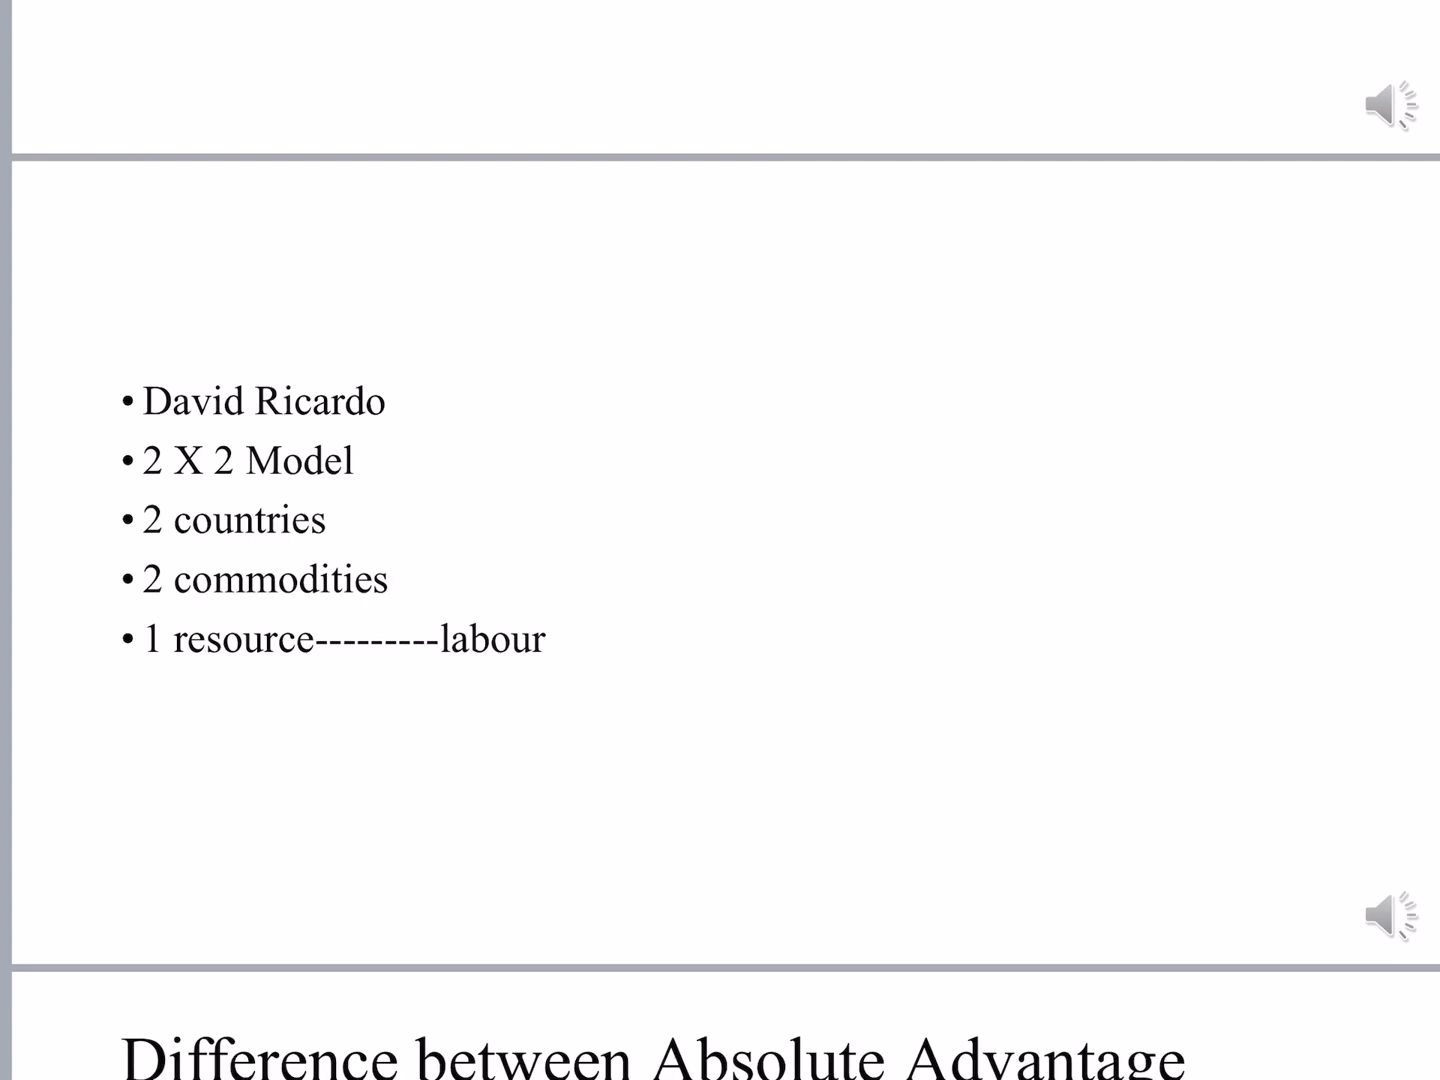 • David Ricardo
• 2 X 2 Model
• 2 countries
• 2 commodities
• 1 resource---------labour
Difference between Absolute Advantage